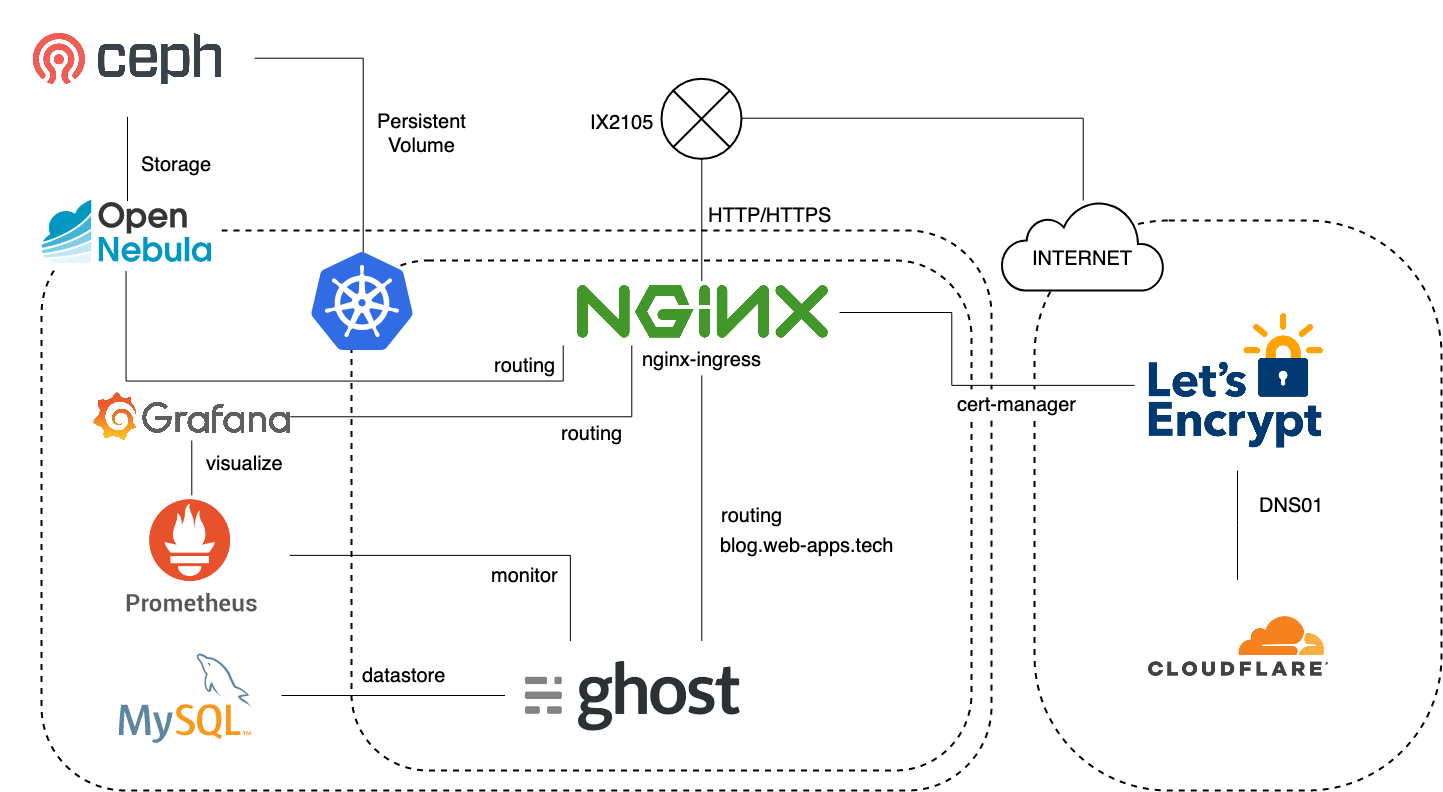 ceph
Persistent
Volume
IX2105
Storage
Open
Nebula
HTTP/HTTPS
INTERNET
NGiNX
nginx-ingress
routing
Let's
Encrypt
cert-manager
Grafana
routing
visualize
DNS01
routing
blog.web-apps.tech
monitor
Prometheus
CLOUDFLARE
datastore
MySQL™
ghost